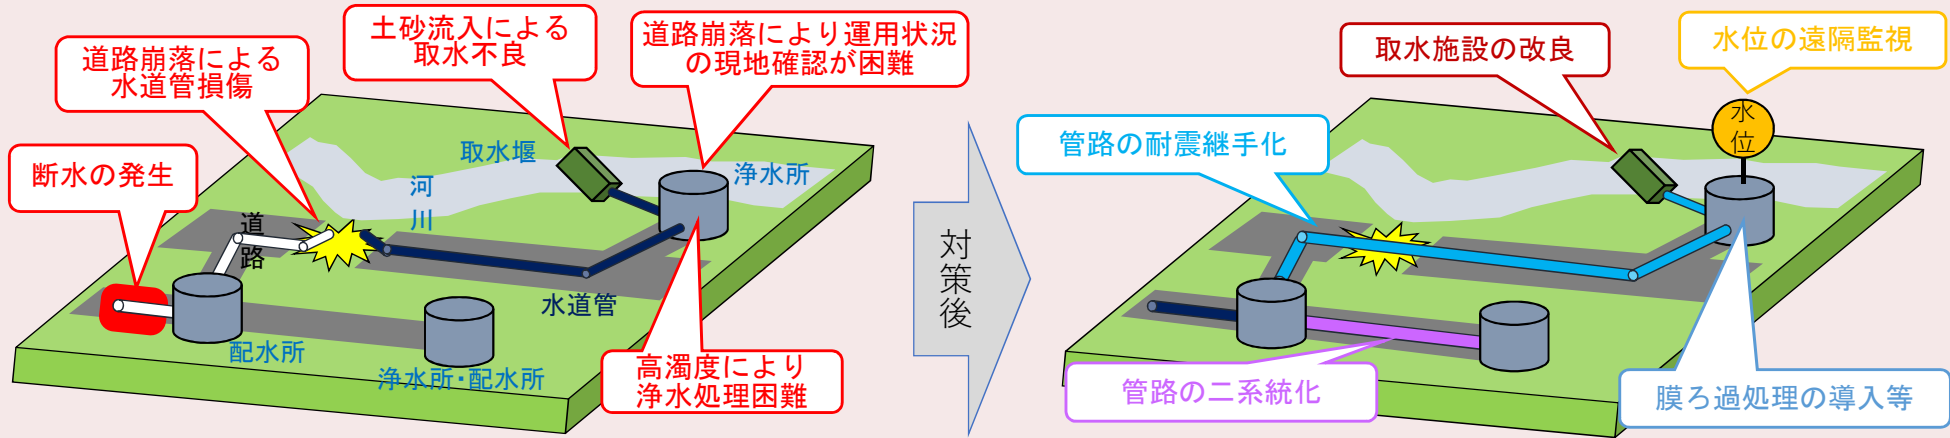 道路崩落による
水道管損傷
土砂流入による
取水不良
道路崩落により運用状況
の現地確認が困難
断水の発生
取水堰
河
川
浄水所
道
路
水道管
配水所
浄水所・配水所
高濁度により
浄水処理困難
対
策
後
取水施設の改良
水位の遠隔監視
水
位
管路の耐震継手化
管路の二系統化
膜ろ過処理の導入等